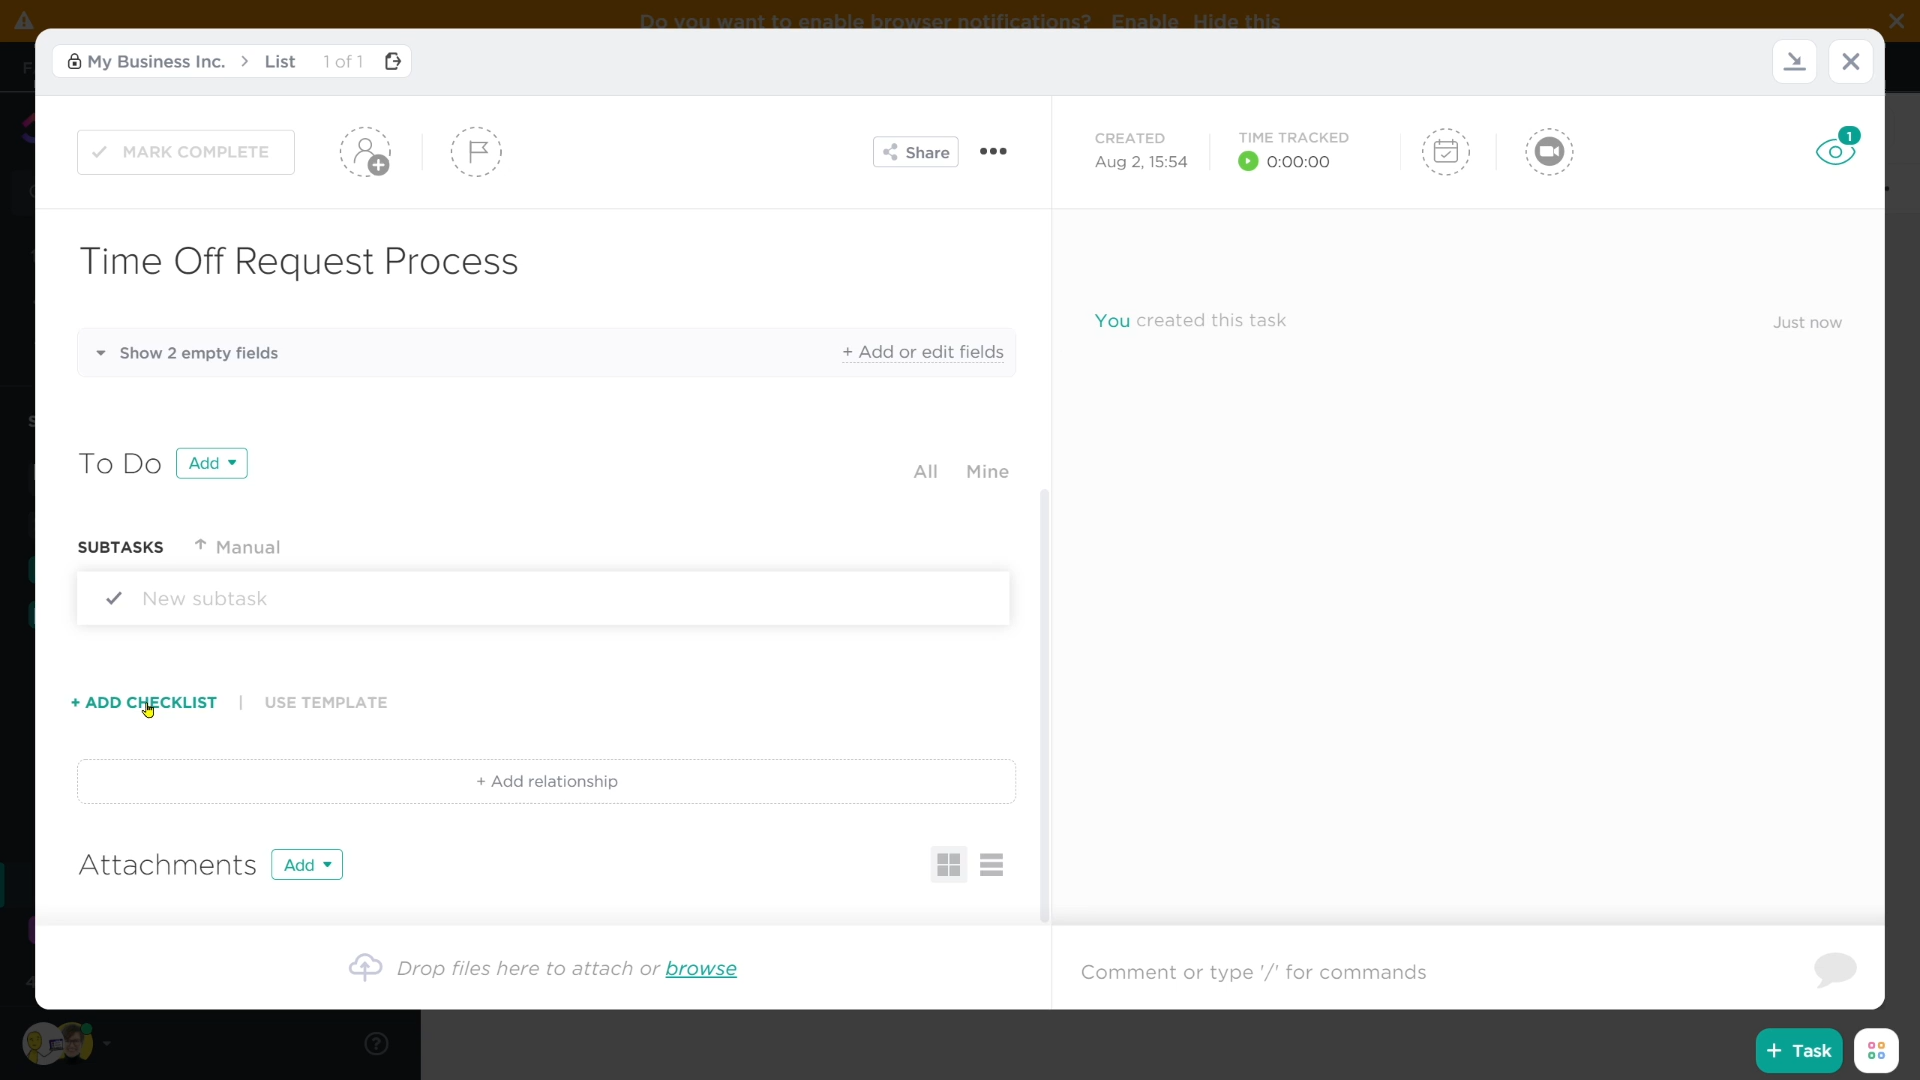 Do you want to enable browser notifications? Enable Hide this
My Business Inc. > List 1 of 1
MARK COMPLETE
Share
CREATED
Aug 2, 15:54
TIME TRACKED
0:00:00
1
Time Off Request Process
Show 2 empty fields
+ Add or edit fields
You created this task
Just now
To Do
Add
All
Mine
SUBTASKS
Manual
New subtask
+ ADD CHECKLIST | USE TEMPLATE
+ Add relationship
Attachments
Add
Drop files here to attach or browse
Comment or type '/' for commands
+ Task